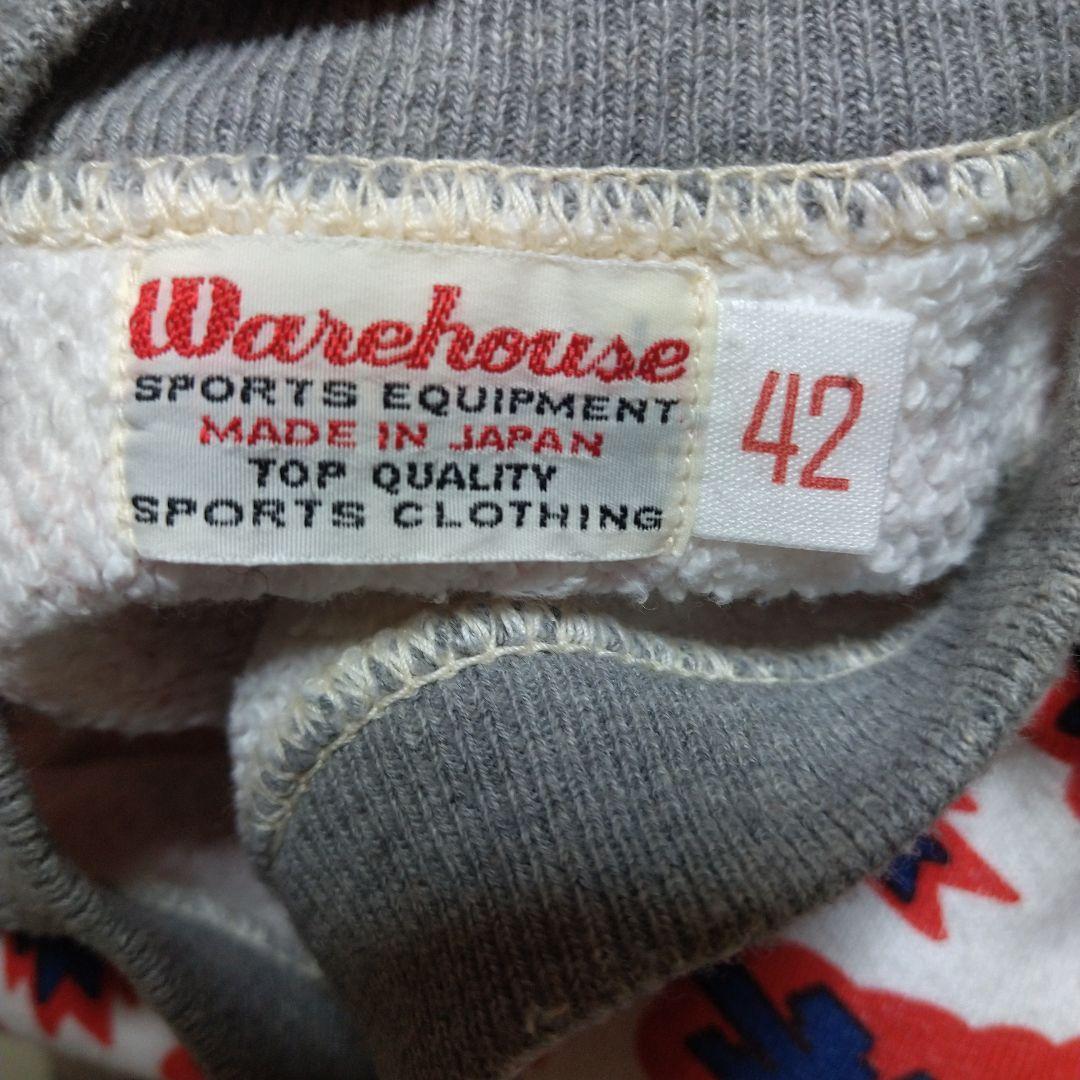 Warehouse
SPORTS EQUIPMENT
MADE IN JAPAN
TOP QUALITY
SPORTS CLOTHING
42